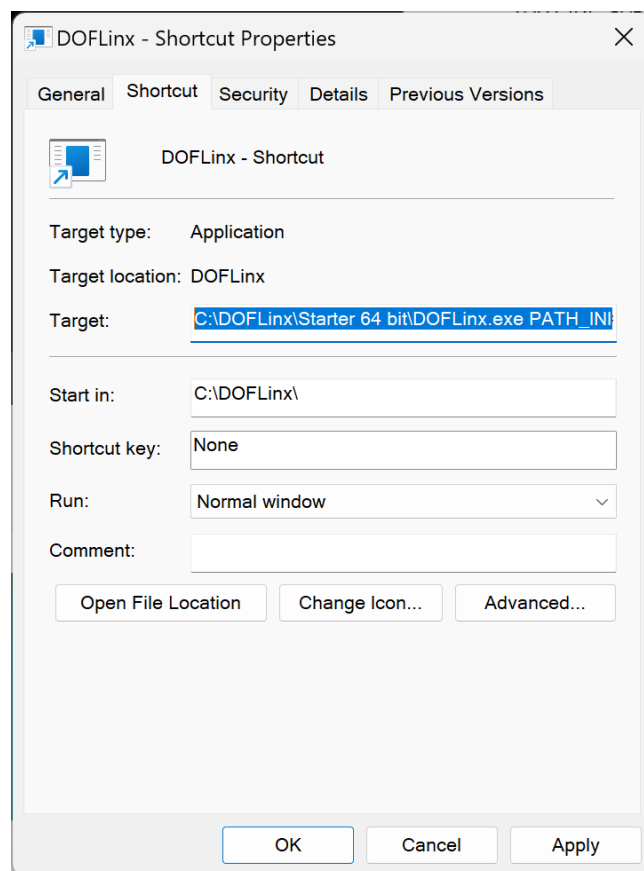 DOFLinx - Shortcut Properties
General Shortcut Security Details Previous Versions
DOFLinx - Shortcut
Target type: Application
Target location: DOFLinx
Target: C:\DOFLinx\Starter 64 bit\DOFLinx.exe PATH_INI=
Start in: C:\DOFLinx\
Shortcut key: None
Run: Normal window
Comment:
Open File Location Change Icon... Advanced...
OK Cancel Apply